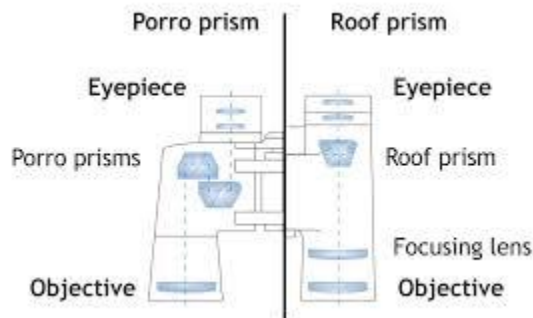 Porro prism
Roof prism
Eyepiece
Eyepiece
Porro prisms
Roof prism
Focusing lens
Objective
Objective